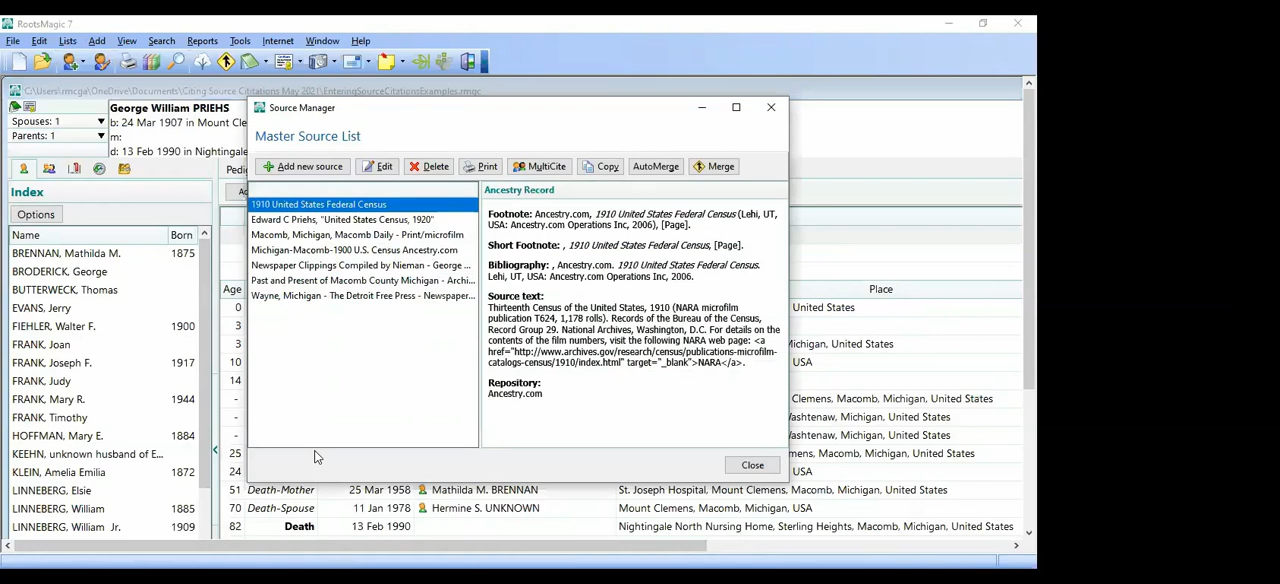 RootsMagic 7
File Edit Lists Add View Search Reports Tools Internet Window Help
C:\Users\rmcga\OneDrive\Documents\Citing Source Cititations May 2021\EnteringSourceCitationsExamples.rmgc
George William PRIEHS
Spouses: 1
b: 24 Mar 1907 in Mount Cle
Parents: 1
m:
d: 13 Feb 1990 in Nightingale
Index
Pedi
Options
Name Born
BRENNAN, Mathilda M. 1875
BRODERICK, George
BUTTERWECK, Thomas
EVANS, Jerry
FIEHLER, Walter F. 1900
FRANK, Joan
FRANK, Joseph F. 1917
FRANK, Judy
FRANK, Mary R. 1944
FRANK, Timothy
HOFFMAN, Mary E. 1884
KEEHN, unknown husband of E...
KLEIN, Amelia Emilia 1872
LINNEBERG, Elsie
LINNEBERG, William 1885
LINNEBERG, William Jr. 1909
Source Manager
Master Source List
Add new source Edit Delete Print MultiCite Copy AutoMerge Merge
1910 United States Federal Census
Edward C Priehs, "United States Census, 1920"
Macomb, Michigan, Macomb Daily - Print/microfilm
Michigan-Macomb-1900 U.S. Census Ancestry.com
Newspaper Clippings Compiled by Nieman - George ...
Past and Present of Macomb County Michigan - Archi...
Wayne, Michigan - The Detroit Free Press - Newspaper...
Ancestry Record
Footnote: Ancestry.com, 1910 United States Federal Census (Lehi, UT,
USA: Ancestry.com Operations Inc, 2006), [Page].
Short Footnote: , 1910 United States Federal Census, [Page].
Bibliography: , Ancestry.com. 1910 United States Federal Census.
Lehi, UT, USA: Ancestry.com Operations Inc, 2006.
Source text:
Thirteenth Census of the United States, 1910 (NARA microfilm
publication T624, 1,178 rolls). Records of the Bureau of the Census,
Record Group 29. National Archives, Washington, D.C. For details on the
contents of the film numbers, visit the following NARA web page: <a
href="http://www.archives.gov/research/census/publications-microfilm-
catalogs-census/1910/index.html" target="_blank">NARA</a>.
Repository:
Ancestry.com
Close
Age Place
0 United States
3
3 Michigan, United States
10 USA
14
- Clemens, Macomb, Michigan, United States
- ashtenaw, Michigan, United States
- ashtenaw, Michigan, United States
25 mens, Macomb, Michigan, United States
24 USA
51 Death-Mother 25 Mar 1958 Mathilda M. BRENNAN St. Joseph Hospital, Mount Clemens, Macomb, Michigan, United States
70 Death-Spouse 11 Jan 1978 Hermine S. UNKNOWN Mount Clemens, Macomb, Michigan, USA
82 Death 13 Feb 1990 Nightingale North Nursing Home, Sterling Heights, Macomb, Michigan, United States